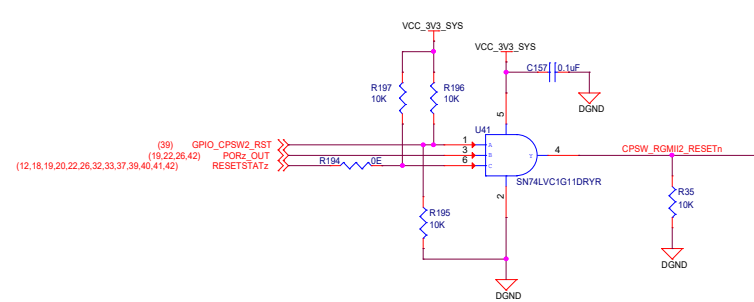 VCC_3V3_SYS
VCC_3V3_SYS
C157 0.1uF
R197
10K
R196
10K
DGND
5
U41
(39) GPIO_CPSW2_RST 1 A
(19,22,26,42) PORz_OUT 3 B Y 4 CPSW_RGMII2_RESETn
(12,18,19,20,22,26,32,33,37,39,40,41,42) RESETSTATz R194 0E 6 C
SN74LVC1G11DRYR
2
R35
10K
R195
10K
DGND
DGND